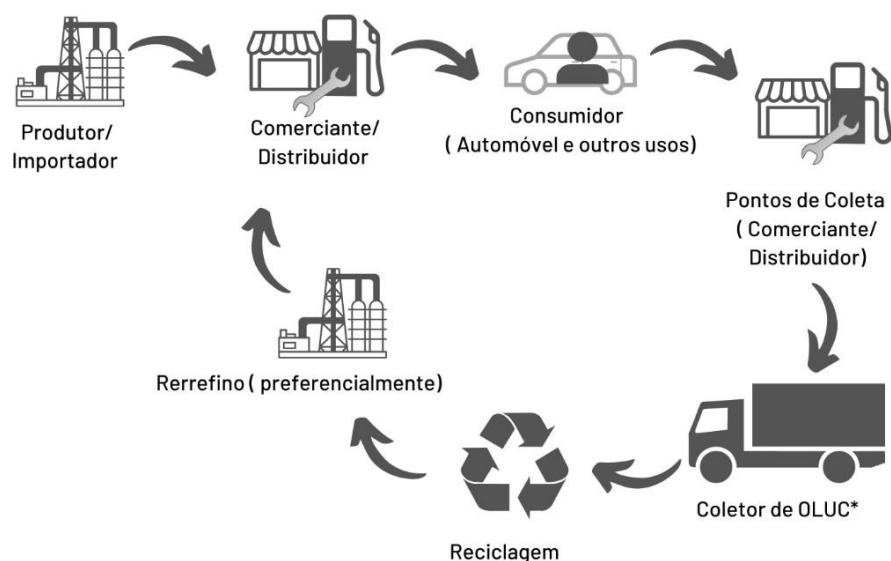 Produtor/
Importador
Comerciante/
Distribuidor
Consumidor
( Automóvel e outros usos)
Pontos de Coleta
( Comerciante/
Distribuidor)
Rerrefino ( preferencialmente)
Coletor de OLUC*
Reciclagem